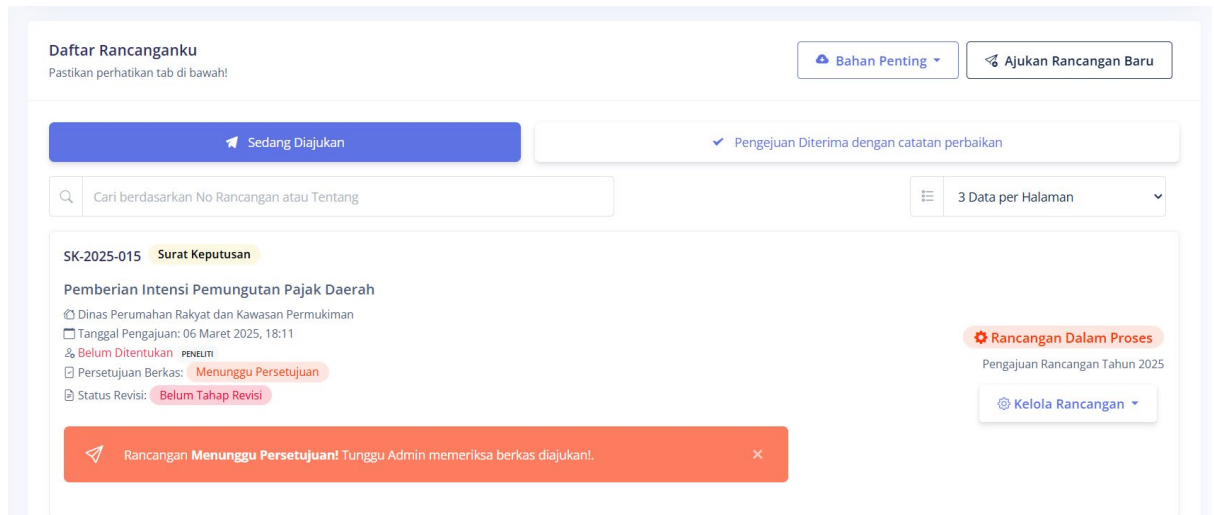 Daftar Rancanganku
Pastikan perhatikan tab di bawah!
Bahan Penting
Ajukan Rancangan Baru
Sedang Diajukan
Pengejuan Diterima dengan catatan perbaikan
Cari berdasarkan No Rancangan atau Tentang
3 Data per Halaman
SK-2025-015 Surat Keputusan
Pemberian Intensi Pemungutan Pajak Daerah
Dinas Perumahan Rakyat dan Kawasan Permukiman
Tanggal Pengajuan: 06 Maret 2025, 18:11
Belum Ditentukan PENELITI
Persetujuan Berkas: Menunggu Persetujuan
Status Revisi: Belum Tahap Revisi
Rancangan Dalam Proses
Pengajuan Rancangan Tahun 2025
Kelola Rancangan
Rancangan Menunggu Persetujuan! Tunggu Admin memeriksa berkas diajukan!.